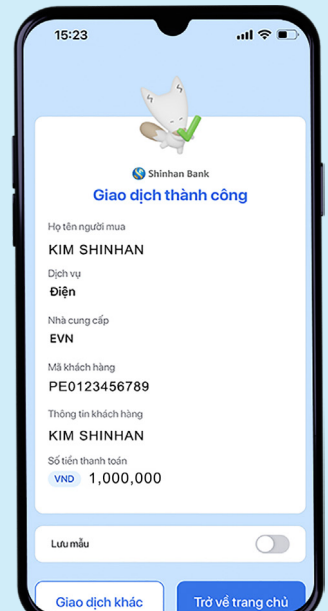 15:23
Shinhan Bank
Giao dịch thành công
Họ tên người mua
KIM SHINHAN
Dịch vụ
Điện
Nhà cung cấp
EVN
Mã khách hàng
PE0123456789
Thông tin khách hàng
KIM SHINHAN
Số tiền thanh toán
VND 1,000,000
Lưu mẫu
Giao dịch khác
Trở về trang chủ